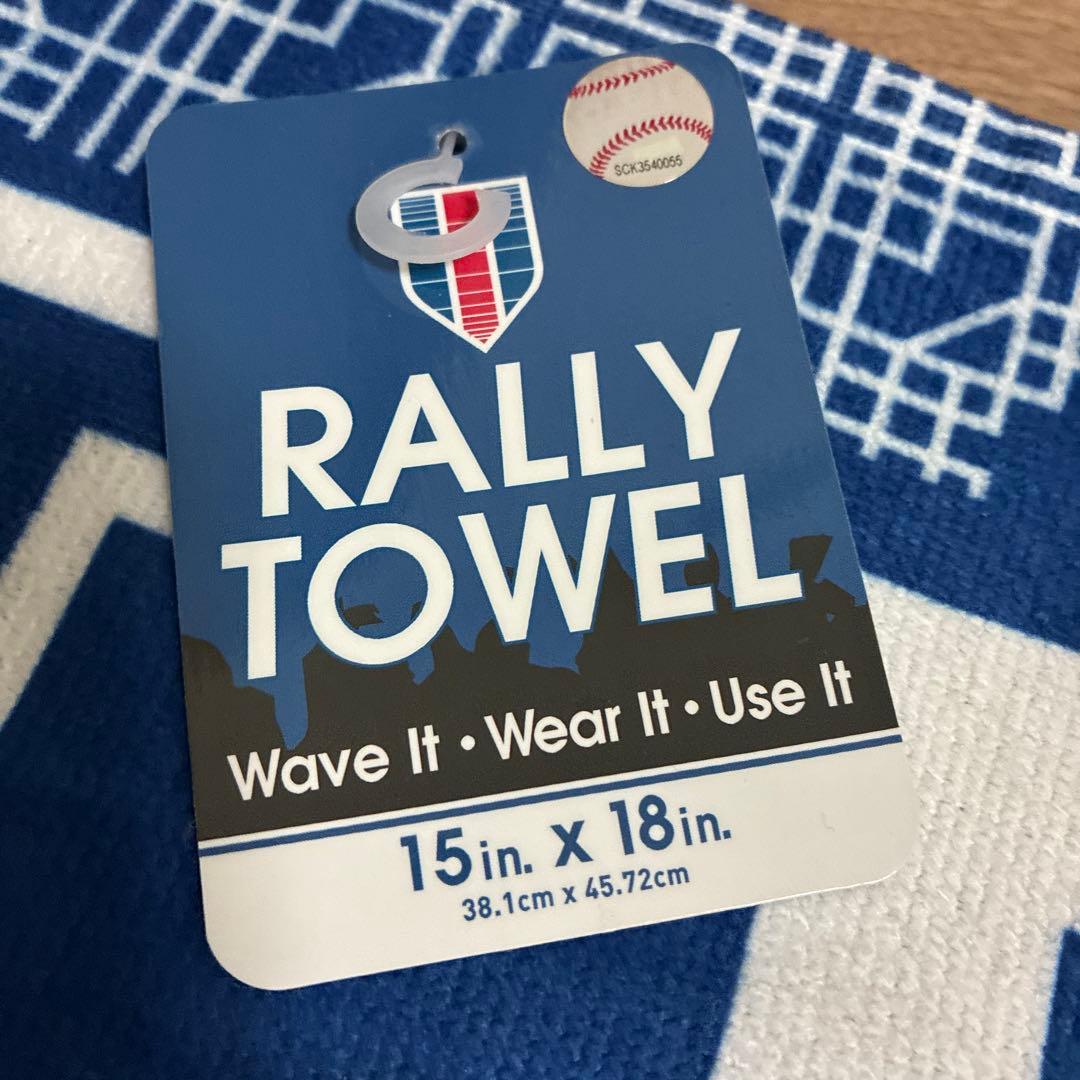 SCK3540055
RALLY
TOWEL
Wave It • Wear It • Use It
15in. x 18in.
38.1cm x 45.72cm